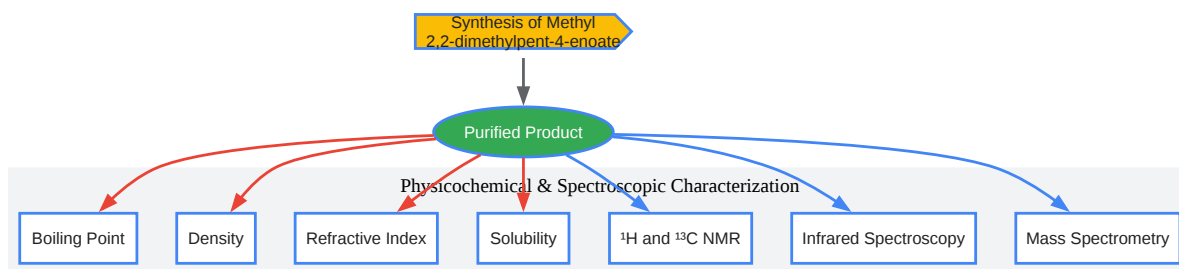 Synthesis of Methyl
2,2-dimethylpent-4-enoate
Purified Product
Physicochemical & Spectroscopic Characterization
Boiling Point
Density
Refractive Index
Solubility
¹H and ¹³C NMR
Infrared Spectroscopy
Mass Spectrometry